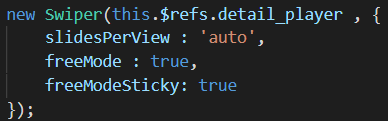 new Swiper(this.$refs.detail_player , {
slidesPerView : 'auto',
freeMode : true,
freeModeSticky: true
});